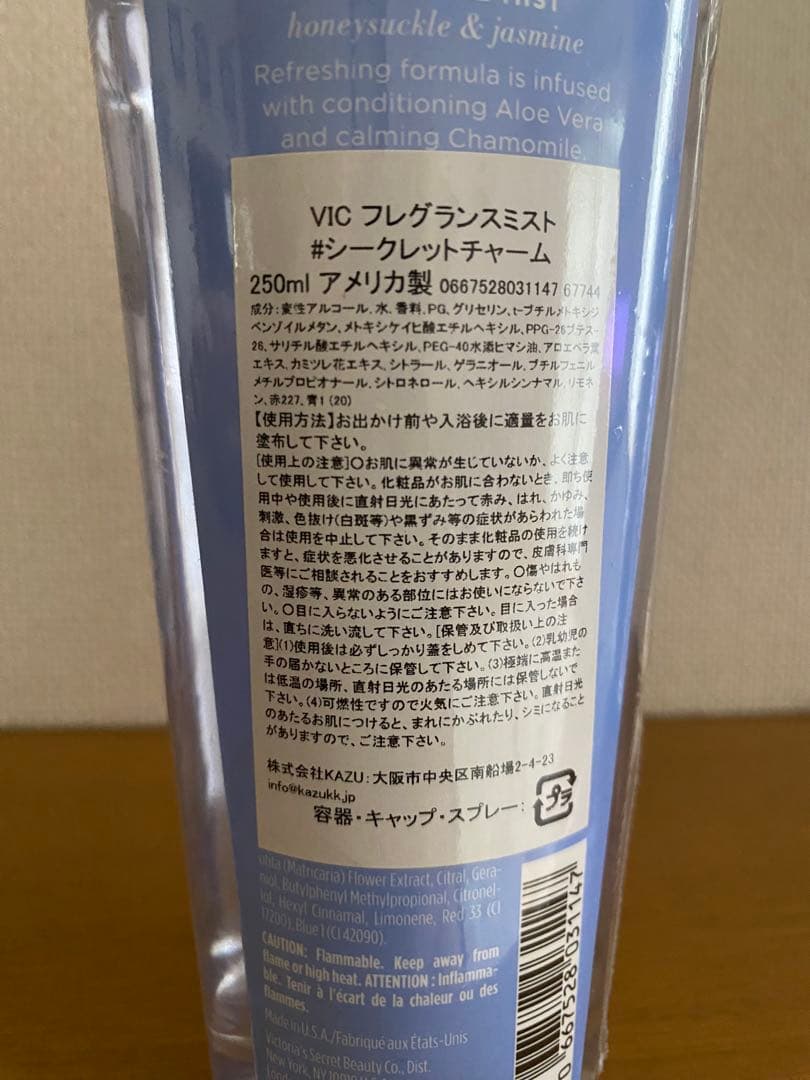 honeysuckle & jasmine
Refreshing formula is infused
with conditioning Aloe Vera
and calming Chamomile.
VIC フレグランスミスト
#シークレットチャーム
250ml アメリカ製 0667528031147 67744
成分:変性アルコール、水、香料、PG、グリセリン、t-ブチルメトキシジ
ベンゾイルメタン、メトキシケイヒ酸エチルヘキシル、PPG-26ブテス-
26、サリチル酸エチルヘキシル、PEG-40水添ヒマシ油、アロエベラ葉
エキス、カミツレ花エキス、シトラール、ゲラニオール、ブチルフェニル
メチルプロピオナール、シトロネロール、ヘキシルシンナマル、リモネ
ン、赤227、青1 (20)
【使用方法】お出かけ前や入浴後に適量をお肌に
塗布して下さい。
[使用上の注意]〇お肌に異常が生じていないか、よく注意
して使用して下さい。化粧品がお肌に合わないとき、即ち使
用中や使用後に直射日光にあたって赤み、はれ、かゆみ、
刺激、色抜け(白斑等)や黒ずみ等の症状があらわれた場
合は使用を中止して下さい。そのまま化粧品の使用を続け
ますと、症状を悪化させることがありますので、皮膚科専門
医等にご相談されることをおすすめします。〇傷やはれも
の、湿疹等、異常のある部位にはお使いにならないで下さ
い。〇目に入らないようにご注意下さい。目に入った場合
は、直ちに洗い流して下さい。[保管及び取扱い上の注
意](1)使用後は必ずしっかり蓋をしめて下さい。(2)乳幼児の
手の届かないところに保管して下さい。(3)極端に高温また
は低温の場所、直射日光のあたる場所には保管しないで
下さい。(4)可燃性ですので火気にご注意下さい。直射日光
のあたるお肌につけると、まれにかぶれたり、シミになること
がありますので、ご注意下さい。
株式会社KAZU:大阪市中央区南船場2-4-23
info@kazukk.jp
容器・キャップ・スプレー: プラ
(Matricaria) Flower Extract, Citral, Gera-
niol, Butylphenyl Methylpropional, Citronel-
lol, Hexyl Cinnamal, Limonene, Red 33 (CI
17200), Blue 1 (CI 42090).
CAUTION: Flammable. Keep away from
flame or high heat. ATTENTION : Inflamma-
ble. Tenir à l'écart de la chaleur ou des
flammes.
Made in U.S.A./Fabriqué aux États-Unis
Victoria's Secret Beauty Co., Dist.
New York, NY
0 667528 031147